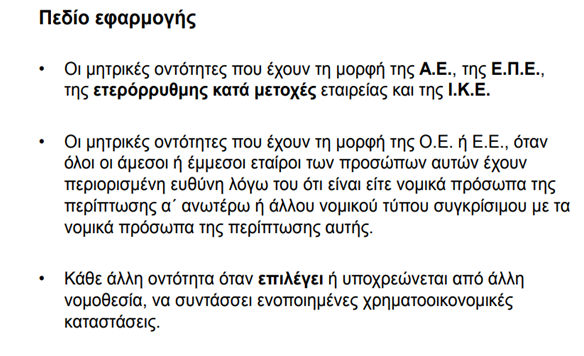 Πεδίο εφαρμογής
• Οι μητρικές οντότητες που έχουν τη μορφή της Α.Ε., της Ε.Π.Ε.,
της ετερόρρυθμης κατά μετοχές εταιρείας και της Ι.Κ.Ε.
• Οι μητρικές οντότητες που έχουν τη μορφή της Ο.Ε. ή Ε.Ε., όταν
όλοι οι άμεσοι ή έμμεσοι εταίροι των προσώπων αυτών έχουν
περιορισμένη ευθύνη λόγω του ότι είναι είτε νομικά πρόσωπα της
περίπτωσης α΄ ανωτέρω ή άλλου νομικού τύπου συγκρίσιμου με τα
νομικά πρόσωπα της περίπτωσης αυτής.
• Κάθε άλλη οντότητα όταν επιλέγει ή υποχρεώνεται από άλλη
νομοθεσία, να συντάσσει ενοποιημένες χρηματοοικονομικές
καταστάσεις.